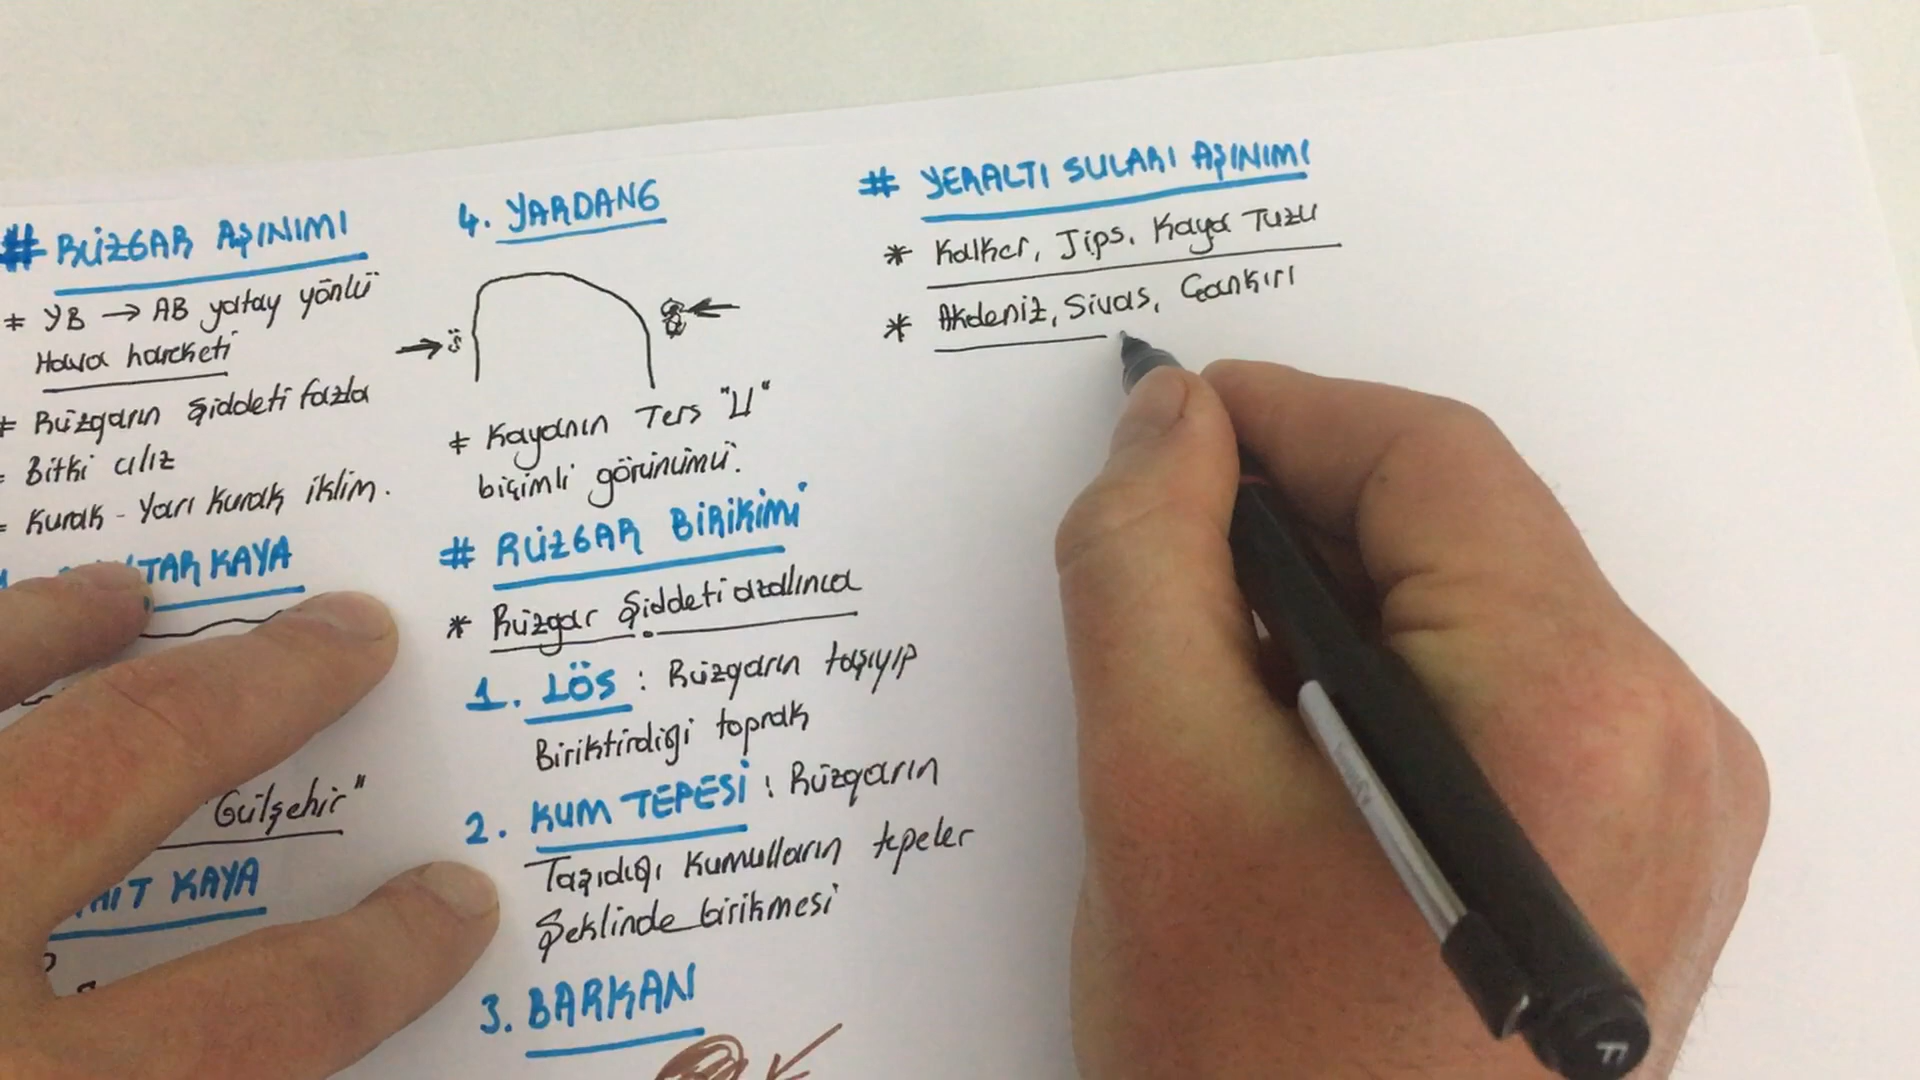 # RÜZGAR AŞINIMI
* YB → AB yatay yönlü
Hava hareketi
* Rüzgarın şiddeti fazla
= Bitki cılız
= Kurak - Yarı Kurak iklim.
TAR KAYA
"Gülşehir"
KAYA
4. YARDANG
* Kayanın Ters "U"
biçimli görünümü.
# RÜZGAR BİRİKİMİ
* Rüzgar Şiddeti azalınca
1. LÖS : Rüzgarın taşıyıp
Biriktirdiği toprak
2. KUM TEPESİ : Rüzgarın
Taşıdığı Kumulların tepeler
Şeklinde birikmesi
3. BARKAN
# YERALTI SULARI AŞINIMI
* Kalker, Jips, Kaya Tuzu
* Akdeniz, Sivas, Çankırı
F